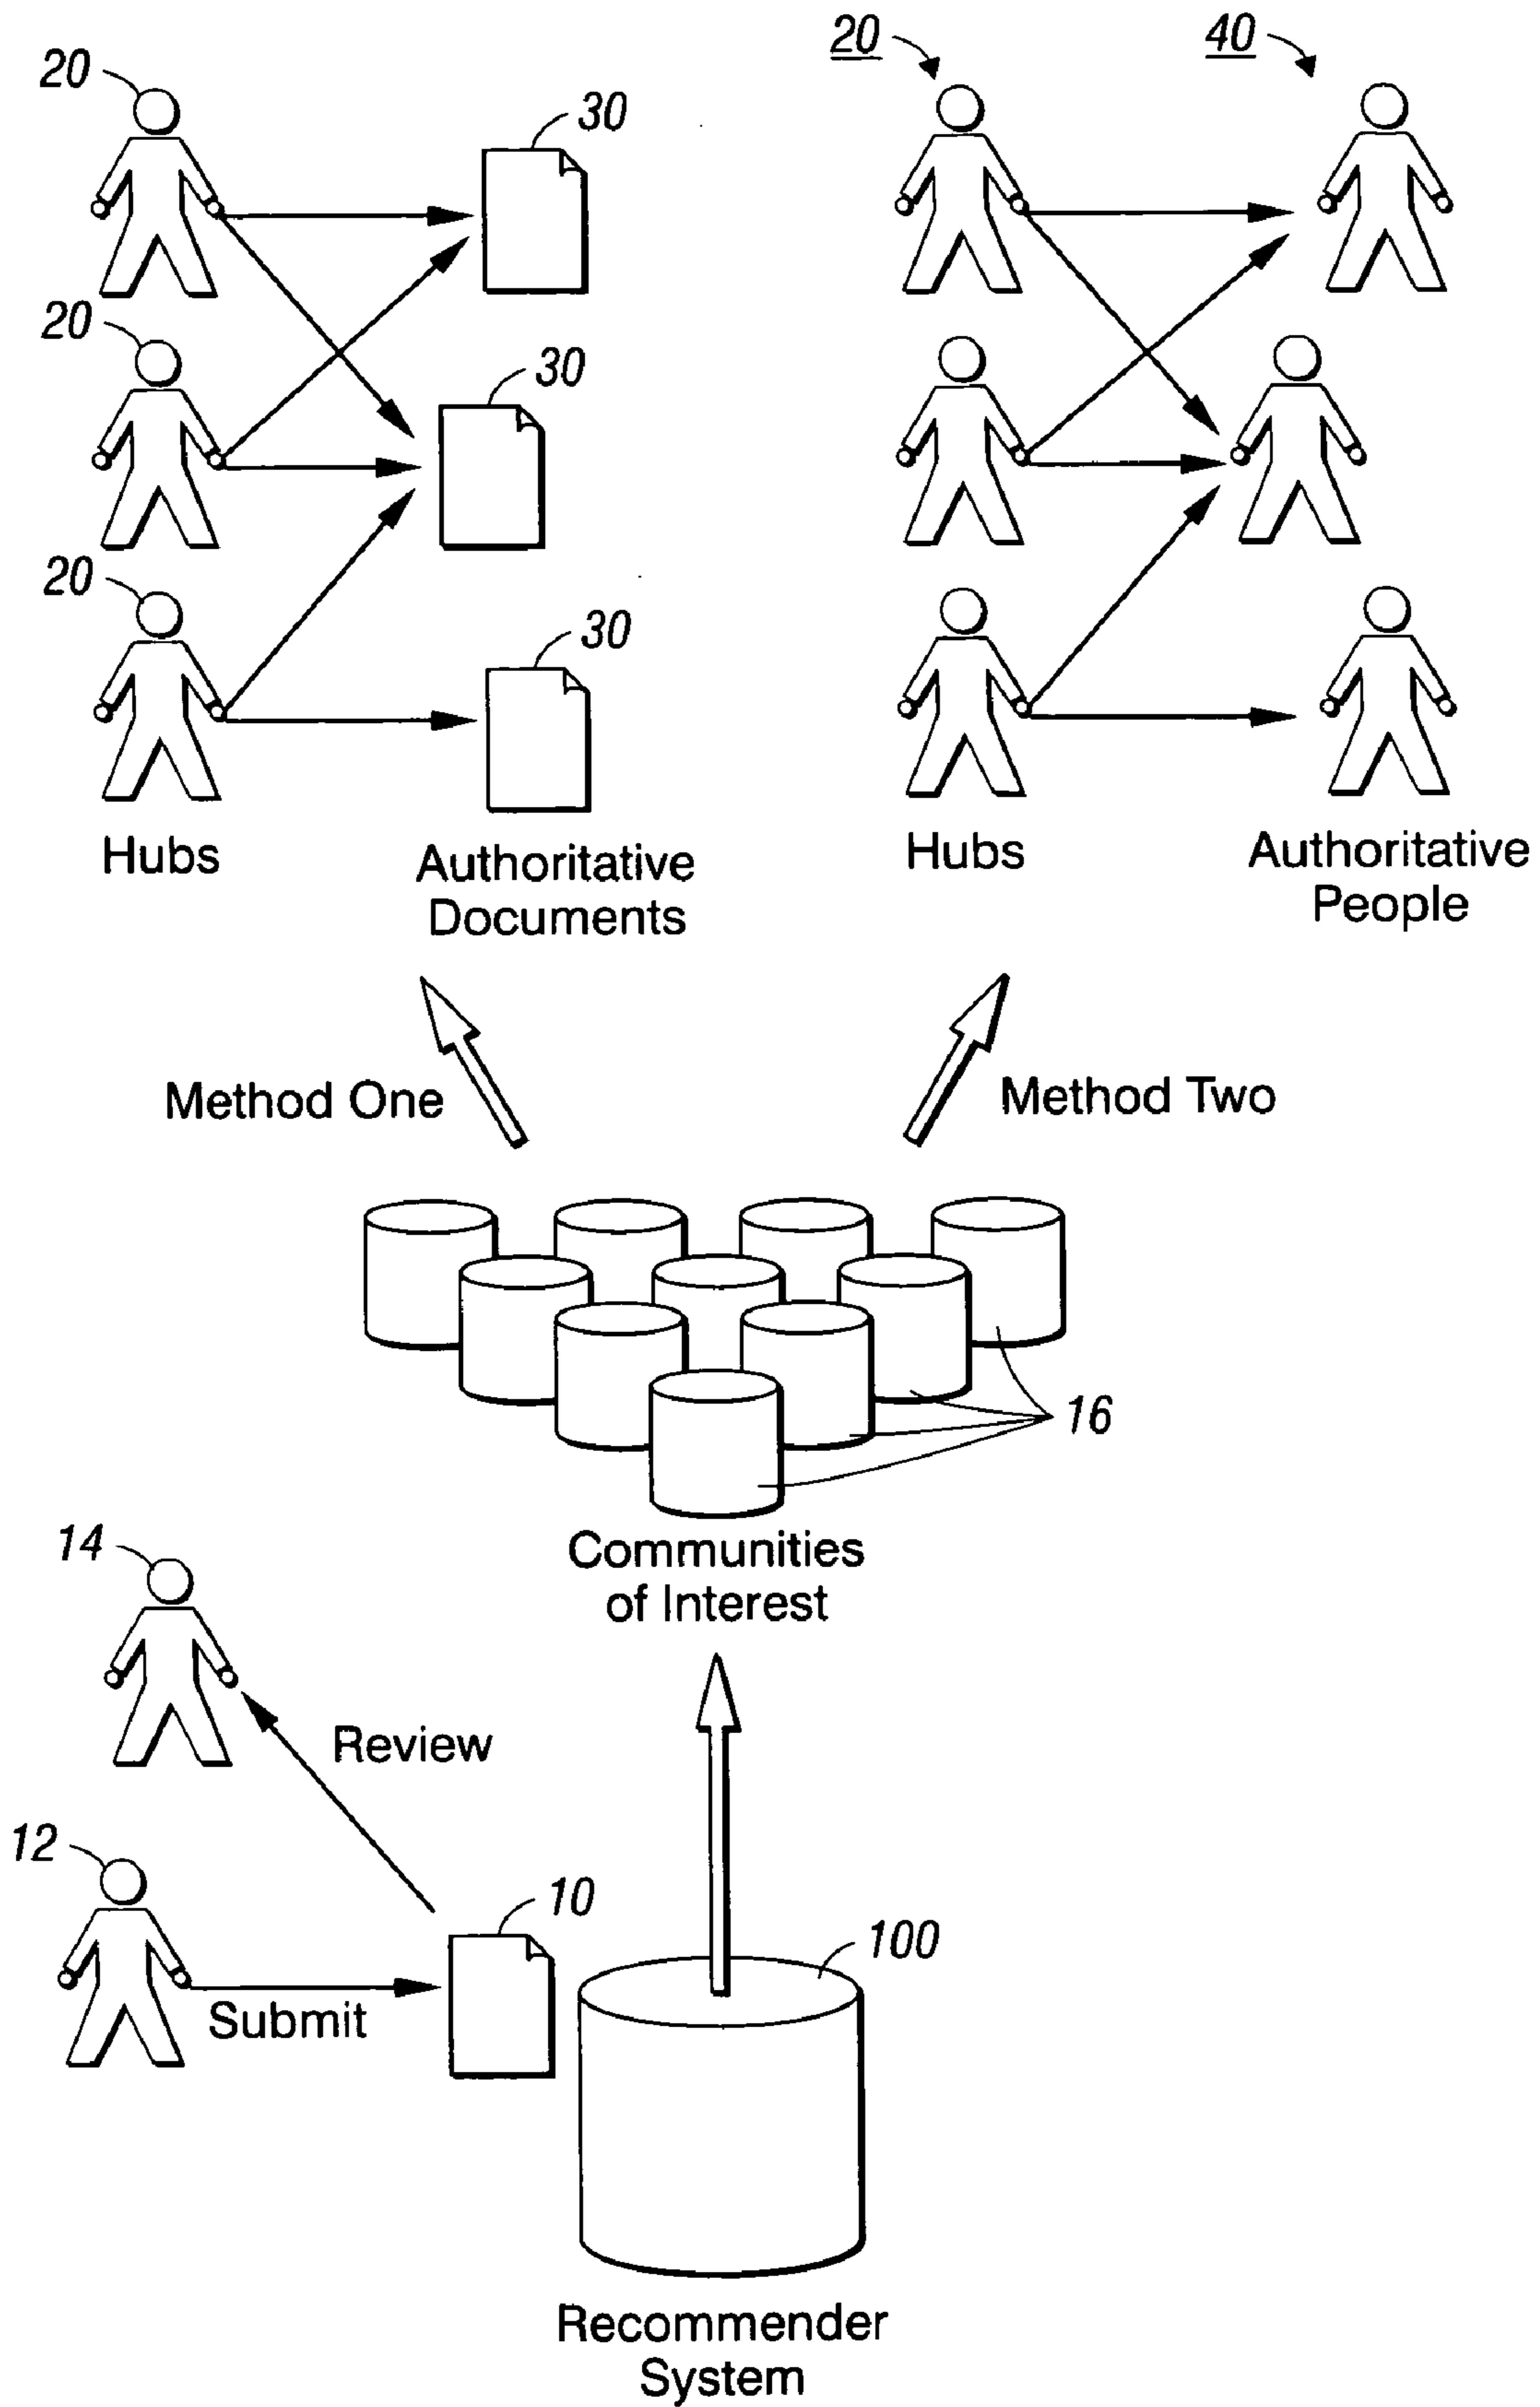 20
30
20
40
20
30
20
30
Hubs
Authoritative
Documents
Hubs
Authoritative
People
Method One
Method Two
16
Communities
of Interest
14
Review
12
10
100
Submit
Recommender
System